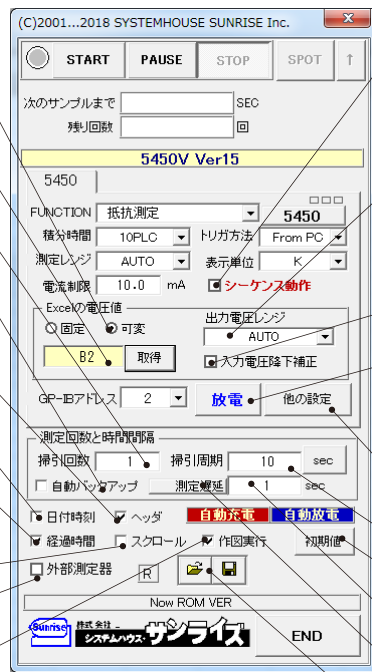 (C)2001...2018 SYSTEMHOUSE SUNRISE Inc.
START PAUSE STOP SPOT ↑
次のサンプルまで SEC
残り回数 回
5450V Ver15
5450
FUNCTION 抵抗測定 5450
積分時間 10PLC トリガ方法 From PC
測定レンジ AUTO 表示単位 K
電流制限 10.0 mA シーケンス動作
Excelの電圧値 出力電圧レンジ
固定 可変 AUTO
B2 取得 入力電圧降下補正
GP-IBアドレス 2 放電 他の設定
測定回数と時間間隔
掃引回数 1 掃引周期 10 sec
自動バックアップ 測定遅延 1 sec
日付時刻 ヘッダ 自動充電 自動放電
経過時間 スクロール 作図実行 初期値
外部測定器 R
Now ROM VER
Sunrise 株式会社 システムハウス・サンライズ END